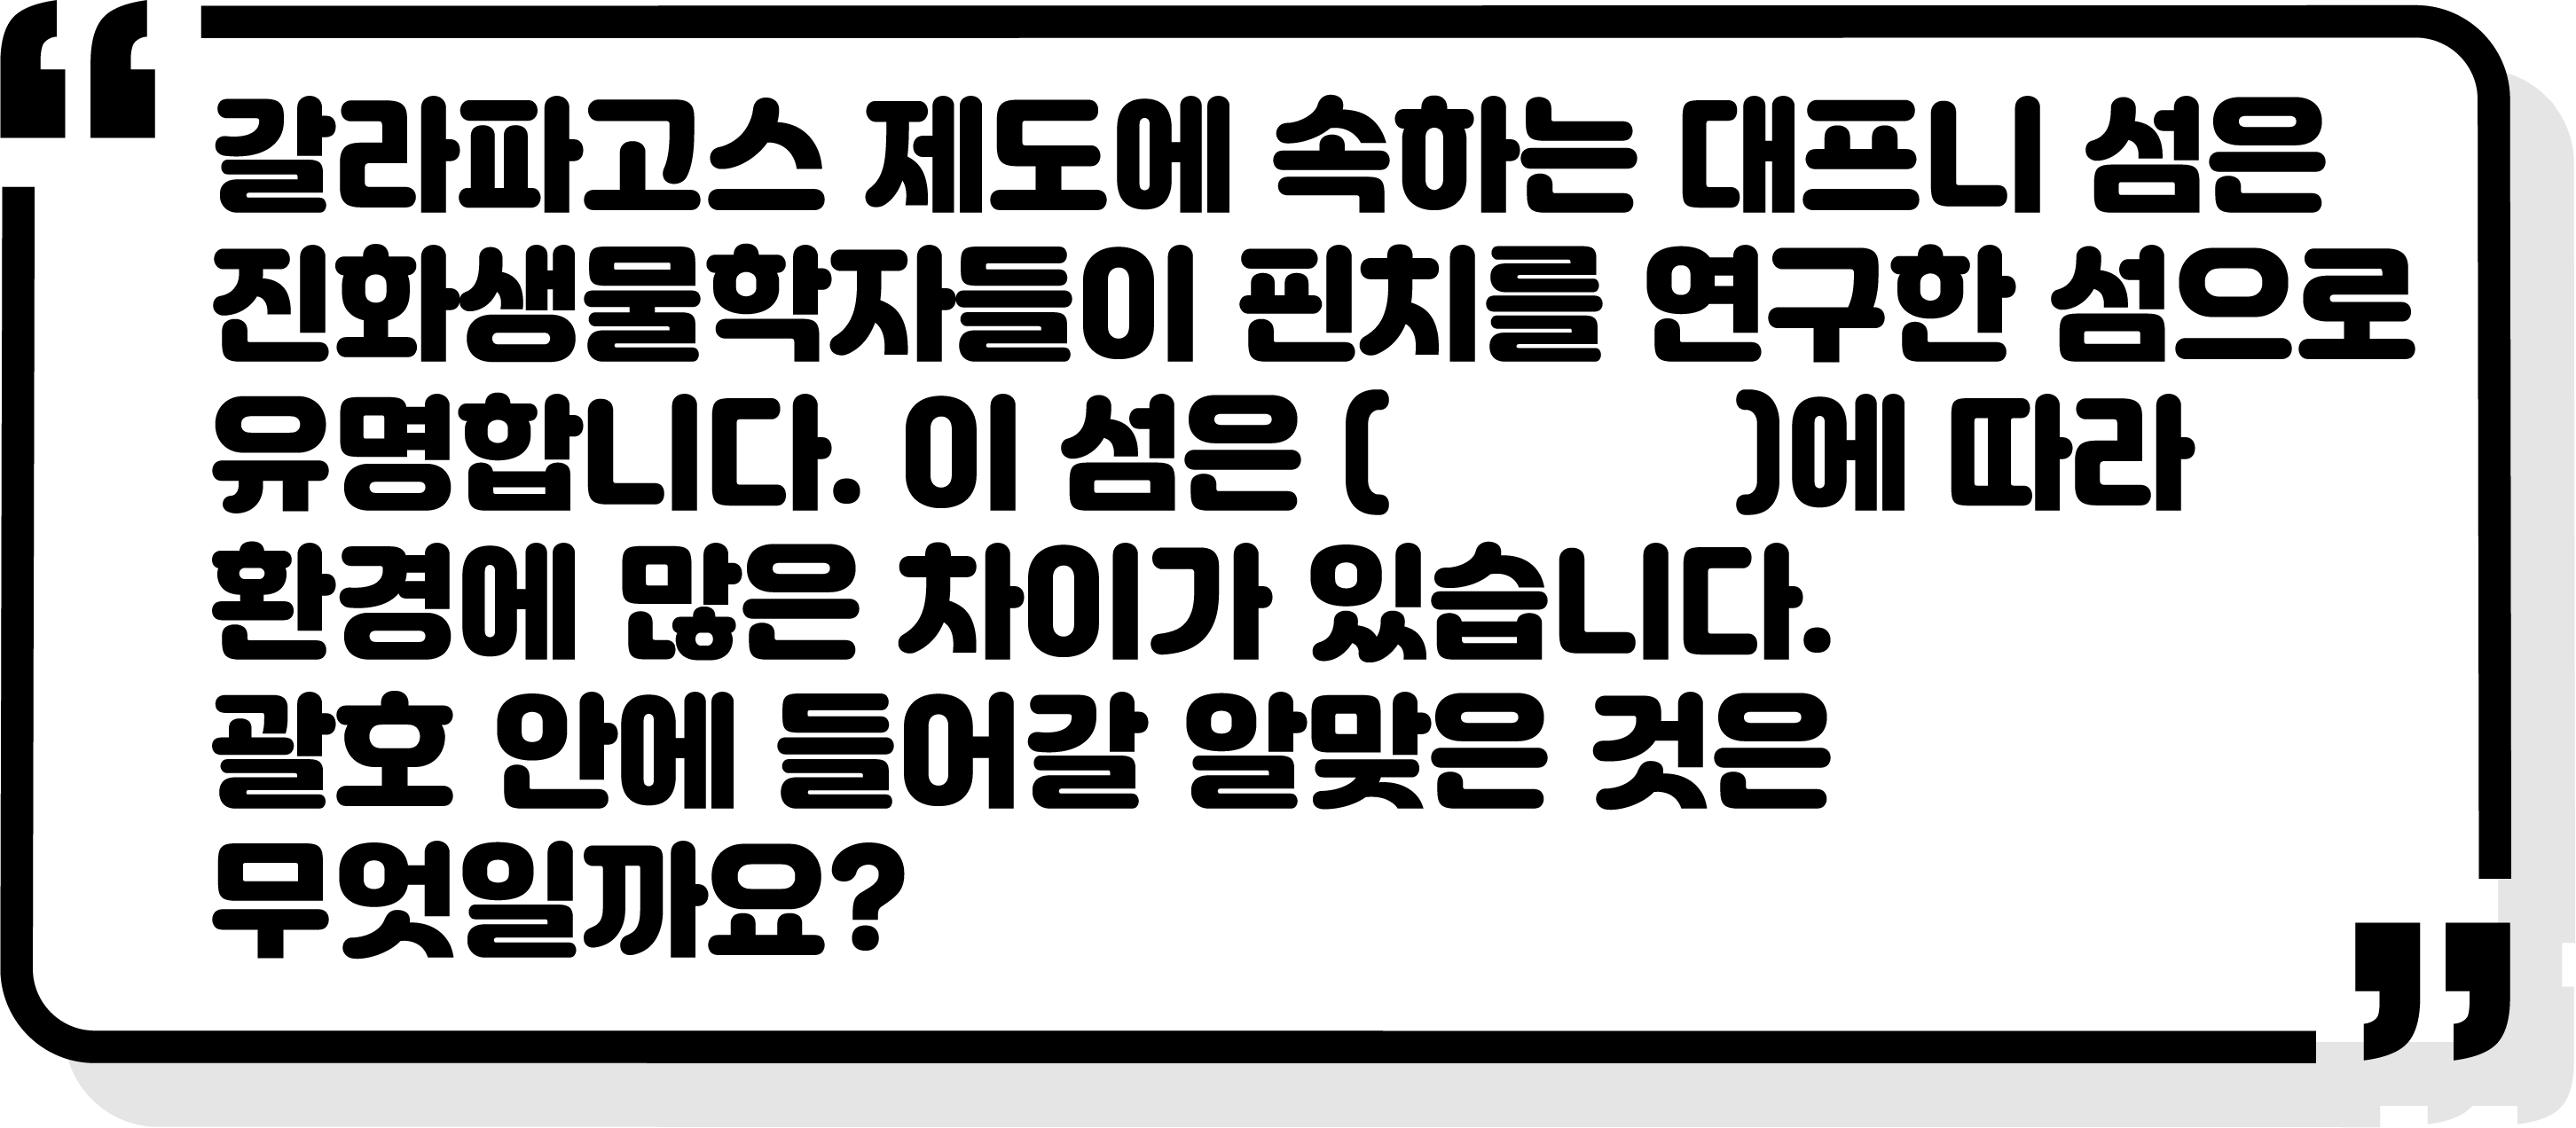 갈라파고스 제도에 속하는 대프니 섬은
진화생물학자들이 핀치를 연구한 섬으로
유명합니다. 이 섬은 (          )에 따라
환경에 많은 차이가 있습니다.
괄호 안에 들어갈 알맞은 것은
무엇일까요?